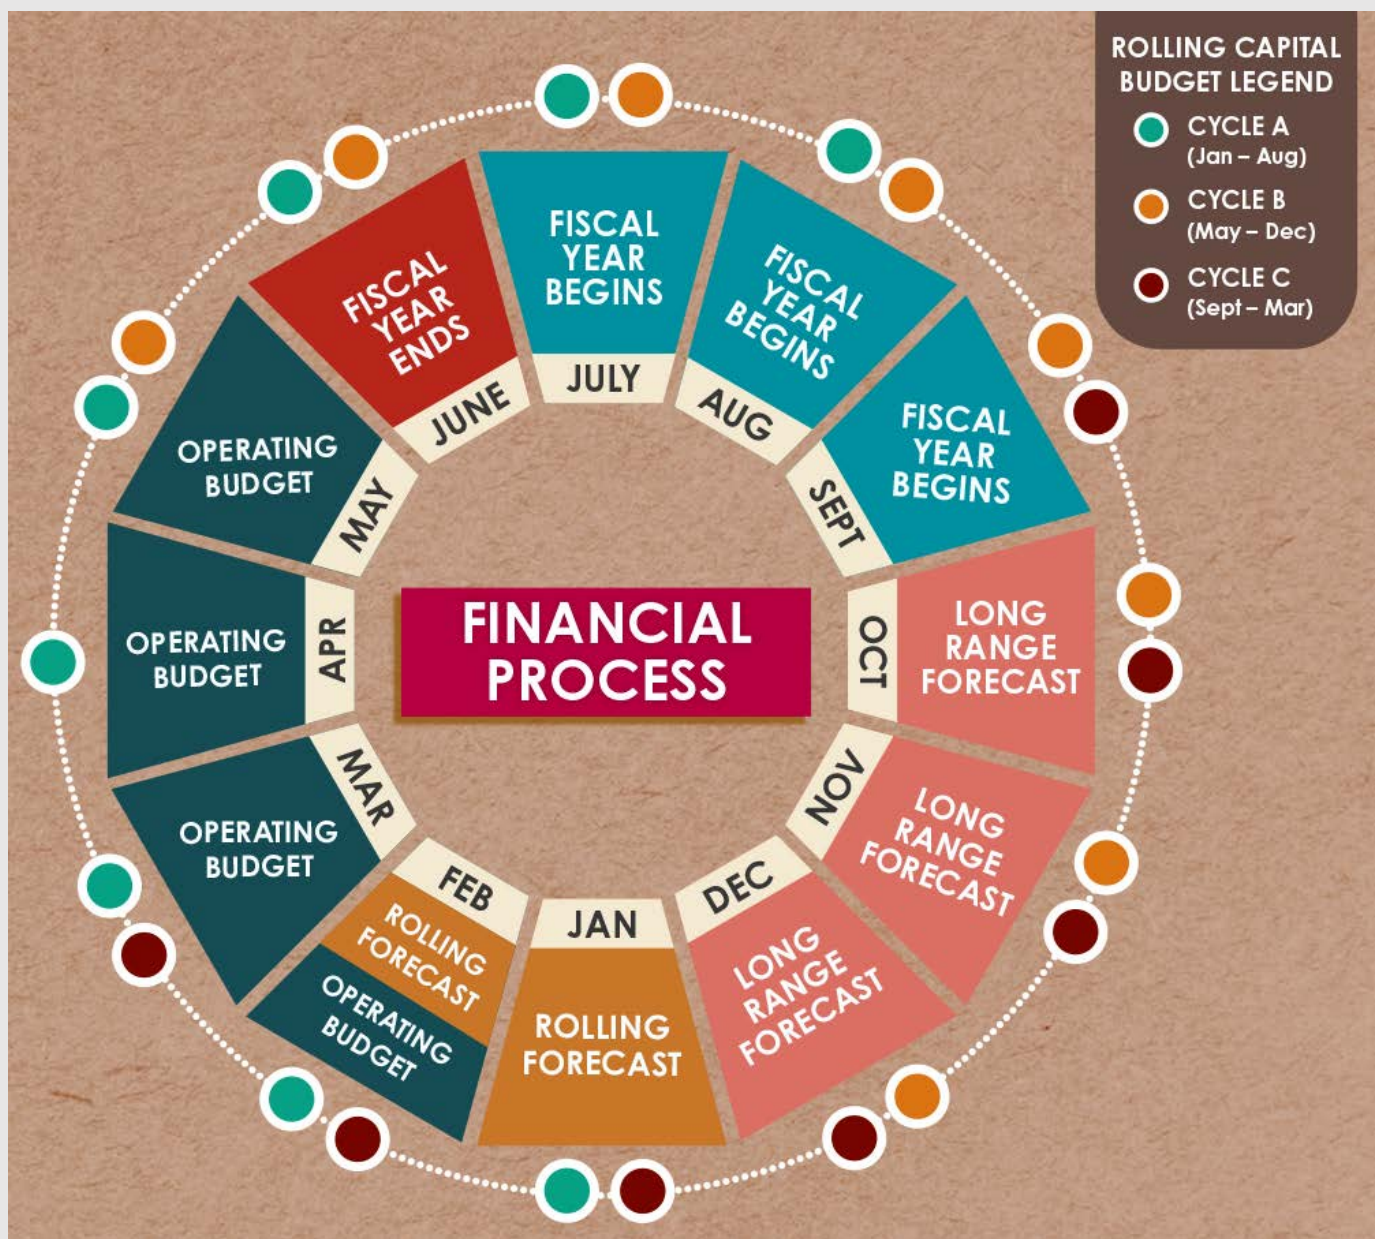 ROLLING CAPITAL
BUDGET LEGEND
CYCLE A
(Jan – Aug)
CYCLE B
(May – Dec)
CYCLE C
(Sept – Mar)
FINANCIAL
PROCESS
FISCAL
YEAR
BEGINS
JULY
FISCAL
YEAR
BEGINS
AUG
FISCAL
YEAR
BEGINS
SEPT
LONG
RANGE
FORECAST
OCT
LONG
RANGE
FORECAST
NOV
LONG
RANGE
FORECAST
DEC
ROLLING
FORECAST
JAN
ROLLING
FORECAST
OPERATING
BUDGET
FEB
OPERATING
BUDGET
MAR
OPERATING
BUDGET
APR
OPERATING
BUDGET
MAY
FISCAL
YEAR
ENDS
JUNE